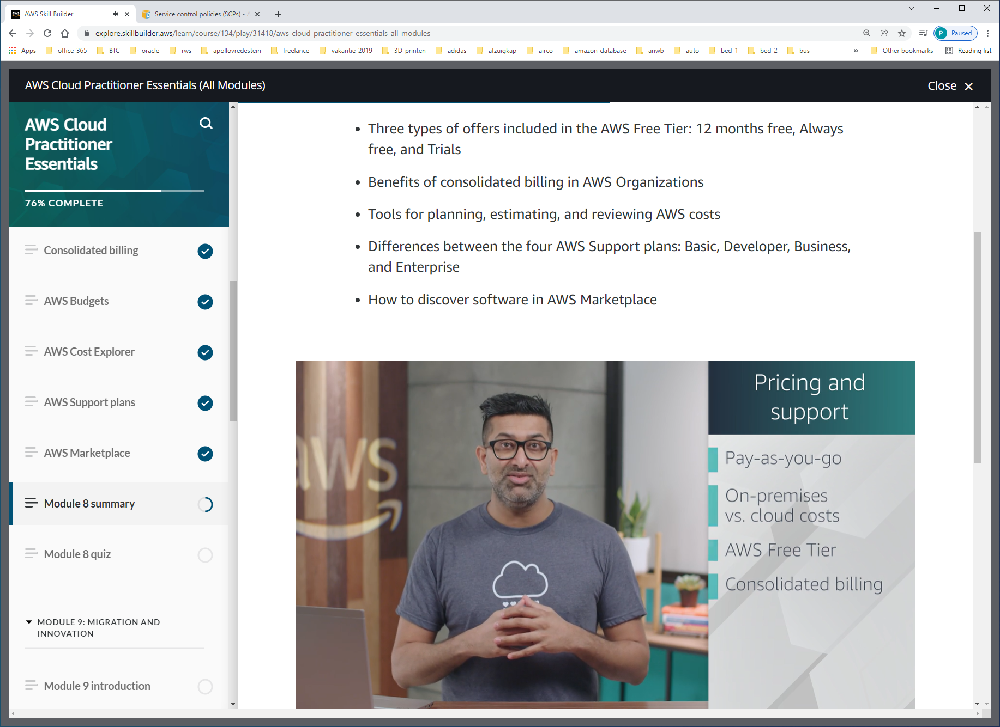 aws AWS Skill Builder
Service control policies (SCPs) - A
explore.skillbuilder.aws/learn/course/134/play/31418/aws-cloud-practitioner-essentials-all-modules
P Paused
Apps office-365 BTC oracle rws apollovredestein freelance vakantie-2019 3D-printen adidas afzuigkap airco amazon-database anwb auto bed-1 bed-2 bus » Other bookmarks Reading list
AWS Cloud Practitioner Essentials (All Modules)
Close
AWS Cloud
Practitioner
Essentials
76% COMPLETE
Consolidated billing
AWS Budgets
AWS Cost Explorer
AWS Support plans
AWS Marketplace
Module 8 summary
Module 8 quiz
MODULE 9: MIGRATION AND
INNOVATION
Module 9 introduction
• Three types of offers included in the AWS Free Tier: 12 months free, Always
free, and Trials
• Benefits of consolidated billing in AWS Organizations
• Tools for planning, estimating, and reviewing AWS costs
• Differences between the four AWS Support plans: Basic, Developer, Business,
and Enterprise
• How to discover software in AWS Marketplace
aws
Pricing and
support
Pay-as-you-go
On-premises
vs. cloud costs
AWS Free Tier
Consolidated billing